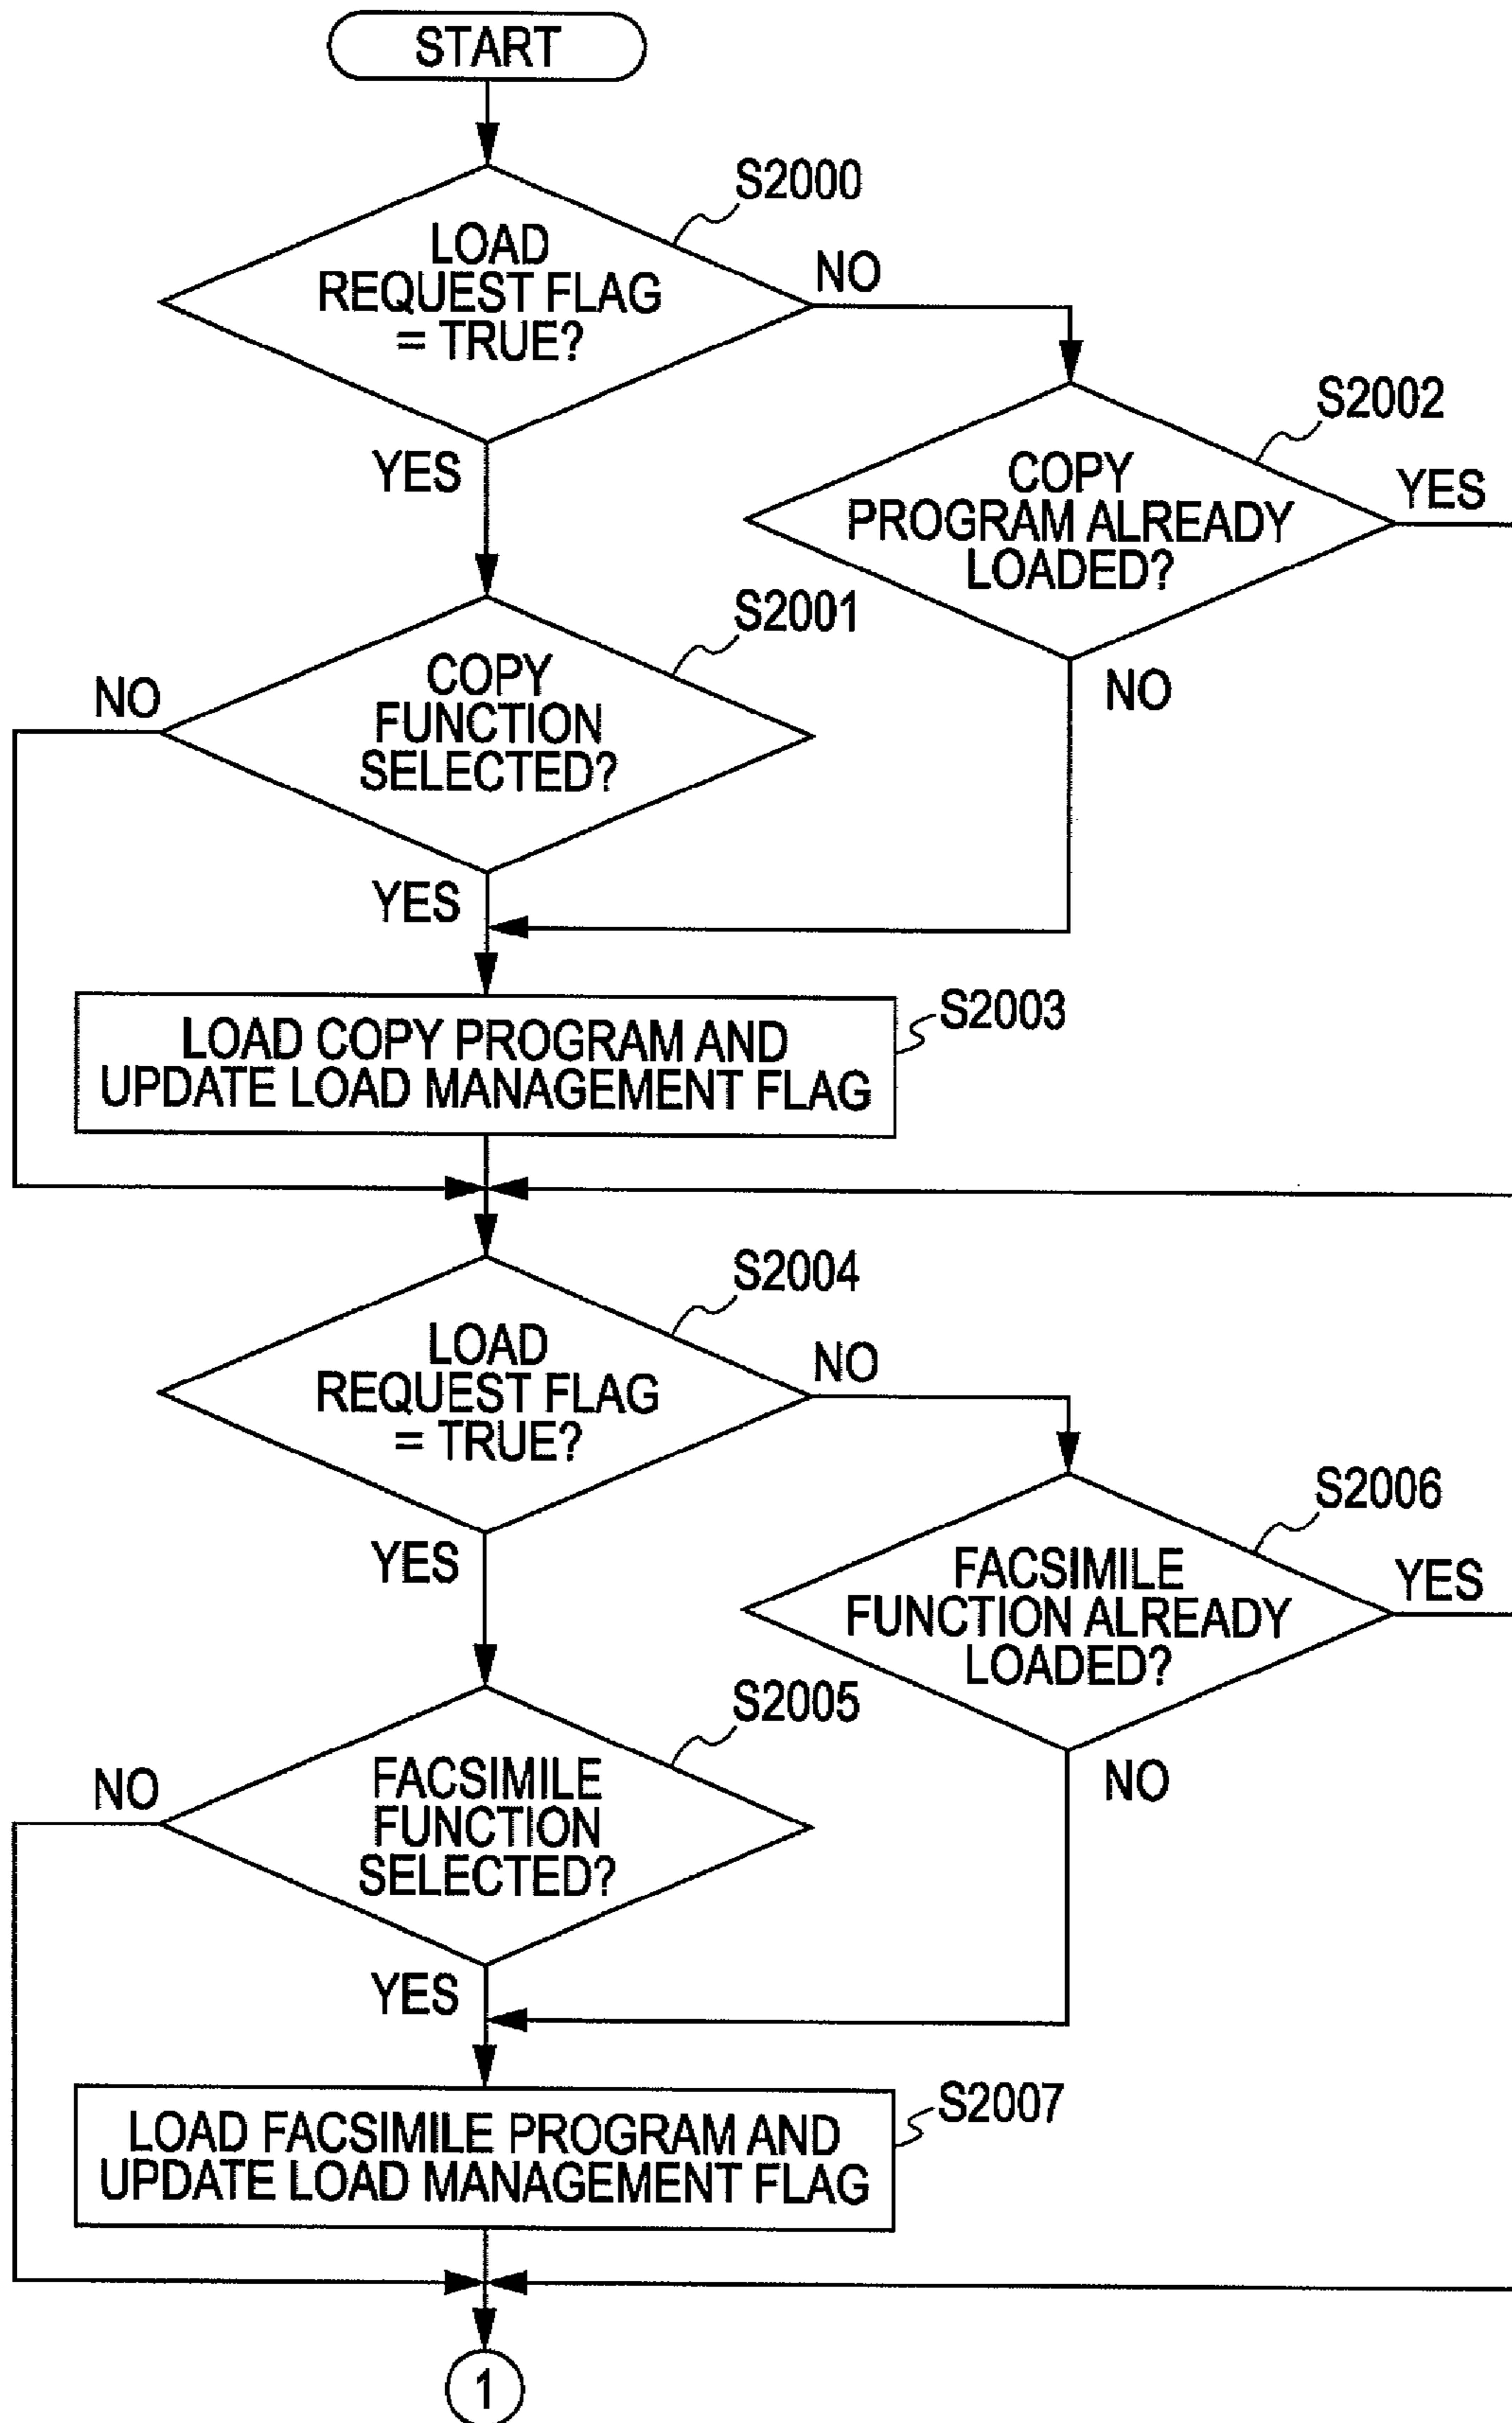 START
S2000
LOAD
REQUEST FLAG
= TRUE?
NO
YES
S2002
COPY
PROGRAM ALREADY
LOADED?
YES
NO
S2001
COPY
FUNCTION
SELECTED?
NO
YES
S2003
LOAD COPY PROGRAM AND
UPDATE LOAD MANAGEMENT FLAG
S2004
LOAD
REQUEST FLAG
= TRUE?
NO
YES
S2006
FACSIMILE
FUNCTION ALREADY
LOADED?
YES
NO
S2005
FACSIMILE
FUNCTION
SELECTED?
NO
YES
S2007
LOAD FACSIMILE PROGRAM AND
UPDATE LOAD MANAGEMENT FLAG
1